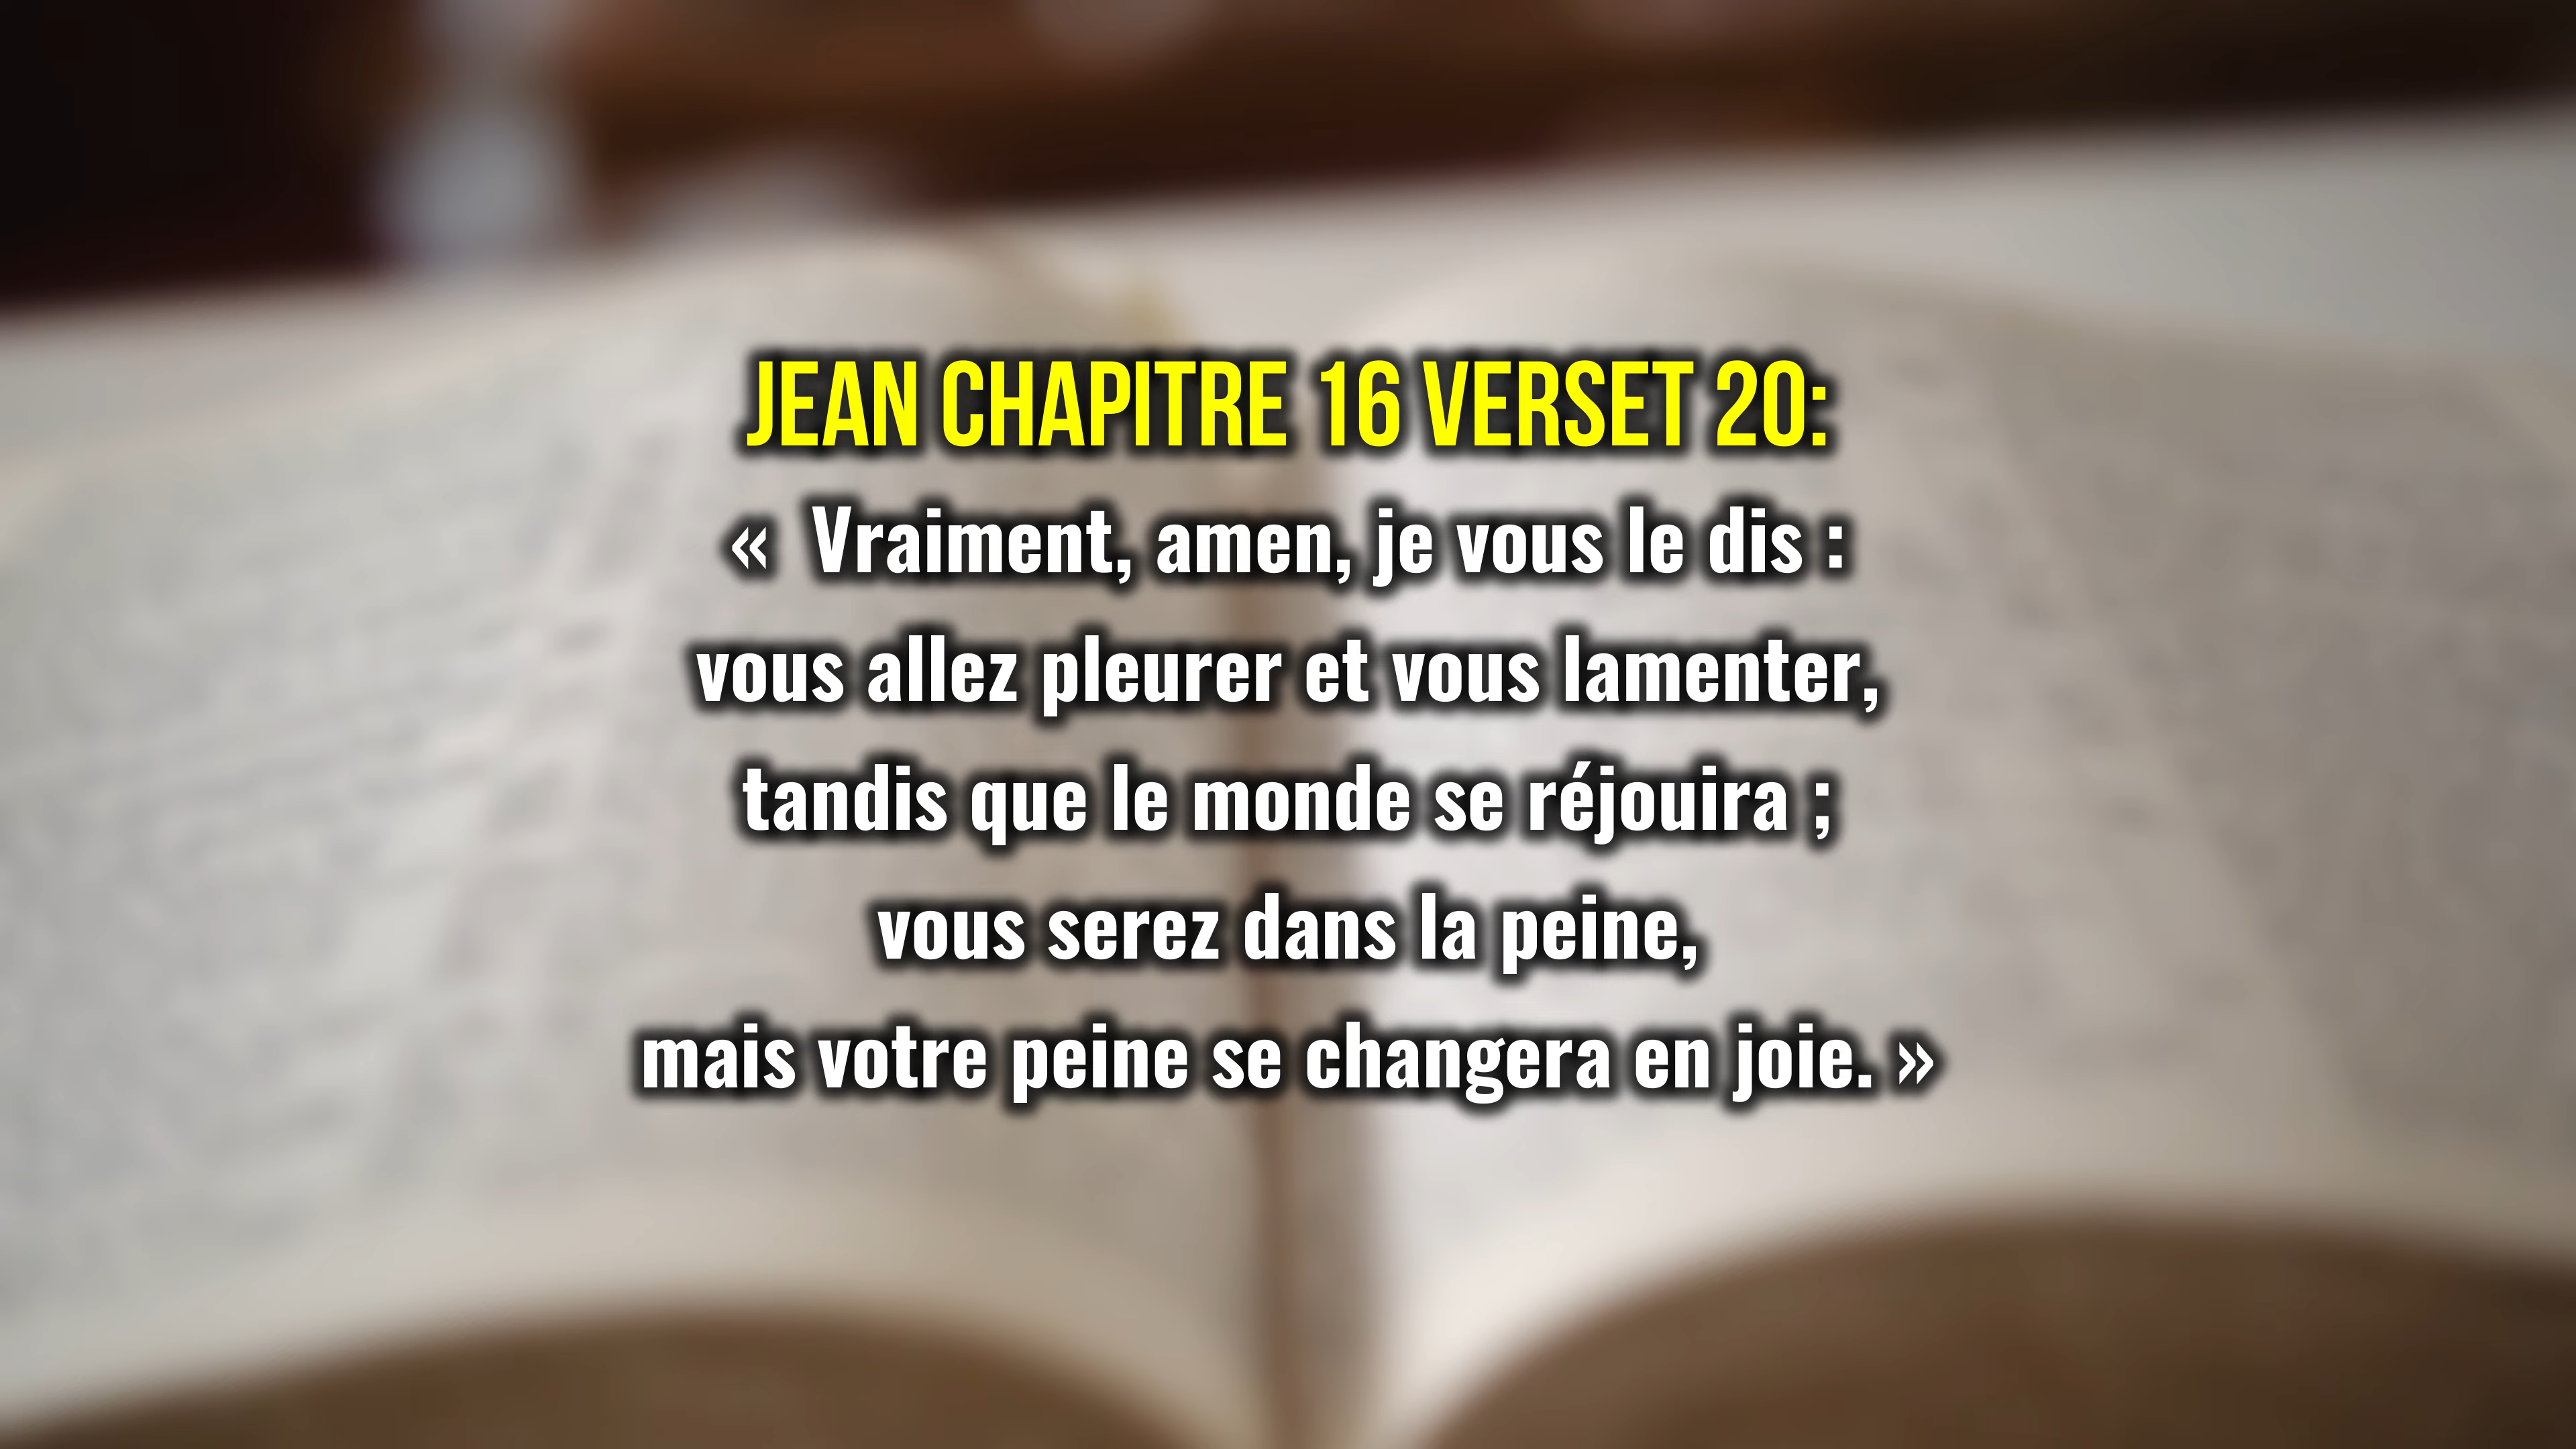 JEAN CHAPITRE 16 VERSET 20:
«  Vraiment, amen, je vous le dis :
vous allez pleurer et vous lamenter,
tandis que le monde se réjouira ;
vous serez dans la peine,
mais votre peine se changera en joie. »